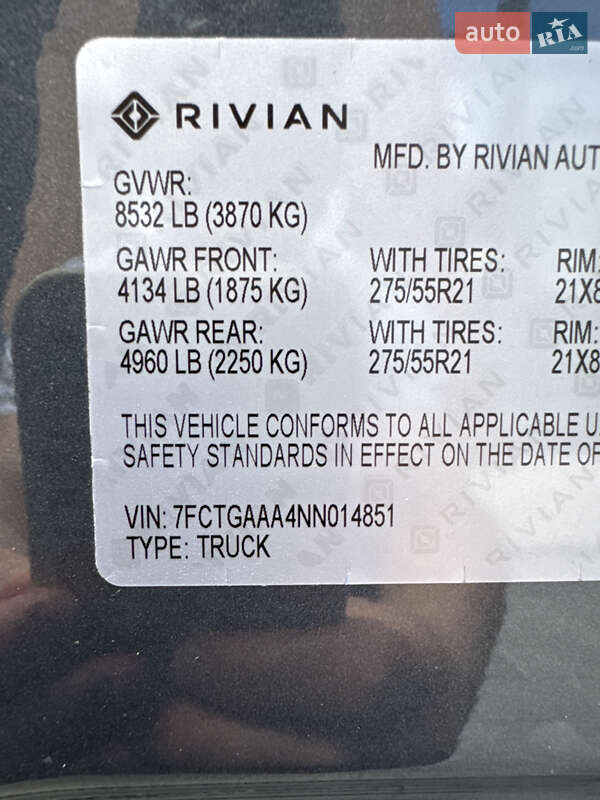 auto RIA.com
RIVIAN
MFD. BY RIVIAN AUT
GVWR:
8532 LB (3870 KG)
GAWR FRONT: WITH TIRES: RIM:
4134 LB (1875 KG) 275/55R21 21X8
GAWR REAR: WITH TIRES: RIM:
4960 LB (2250 KG) 275/55R21 21X8
THIS VEHICLE CONFORMS TO ALL APPLICABLE U
SAFETY STANDARDS IN EFFECT ON THE DATE OF
VIN: 7FCTGAAA4NN014851
TYPE: TRUCK